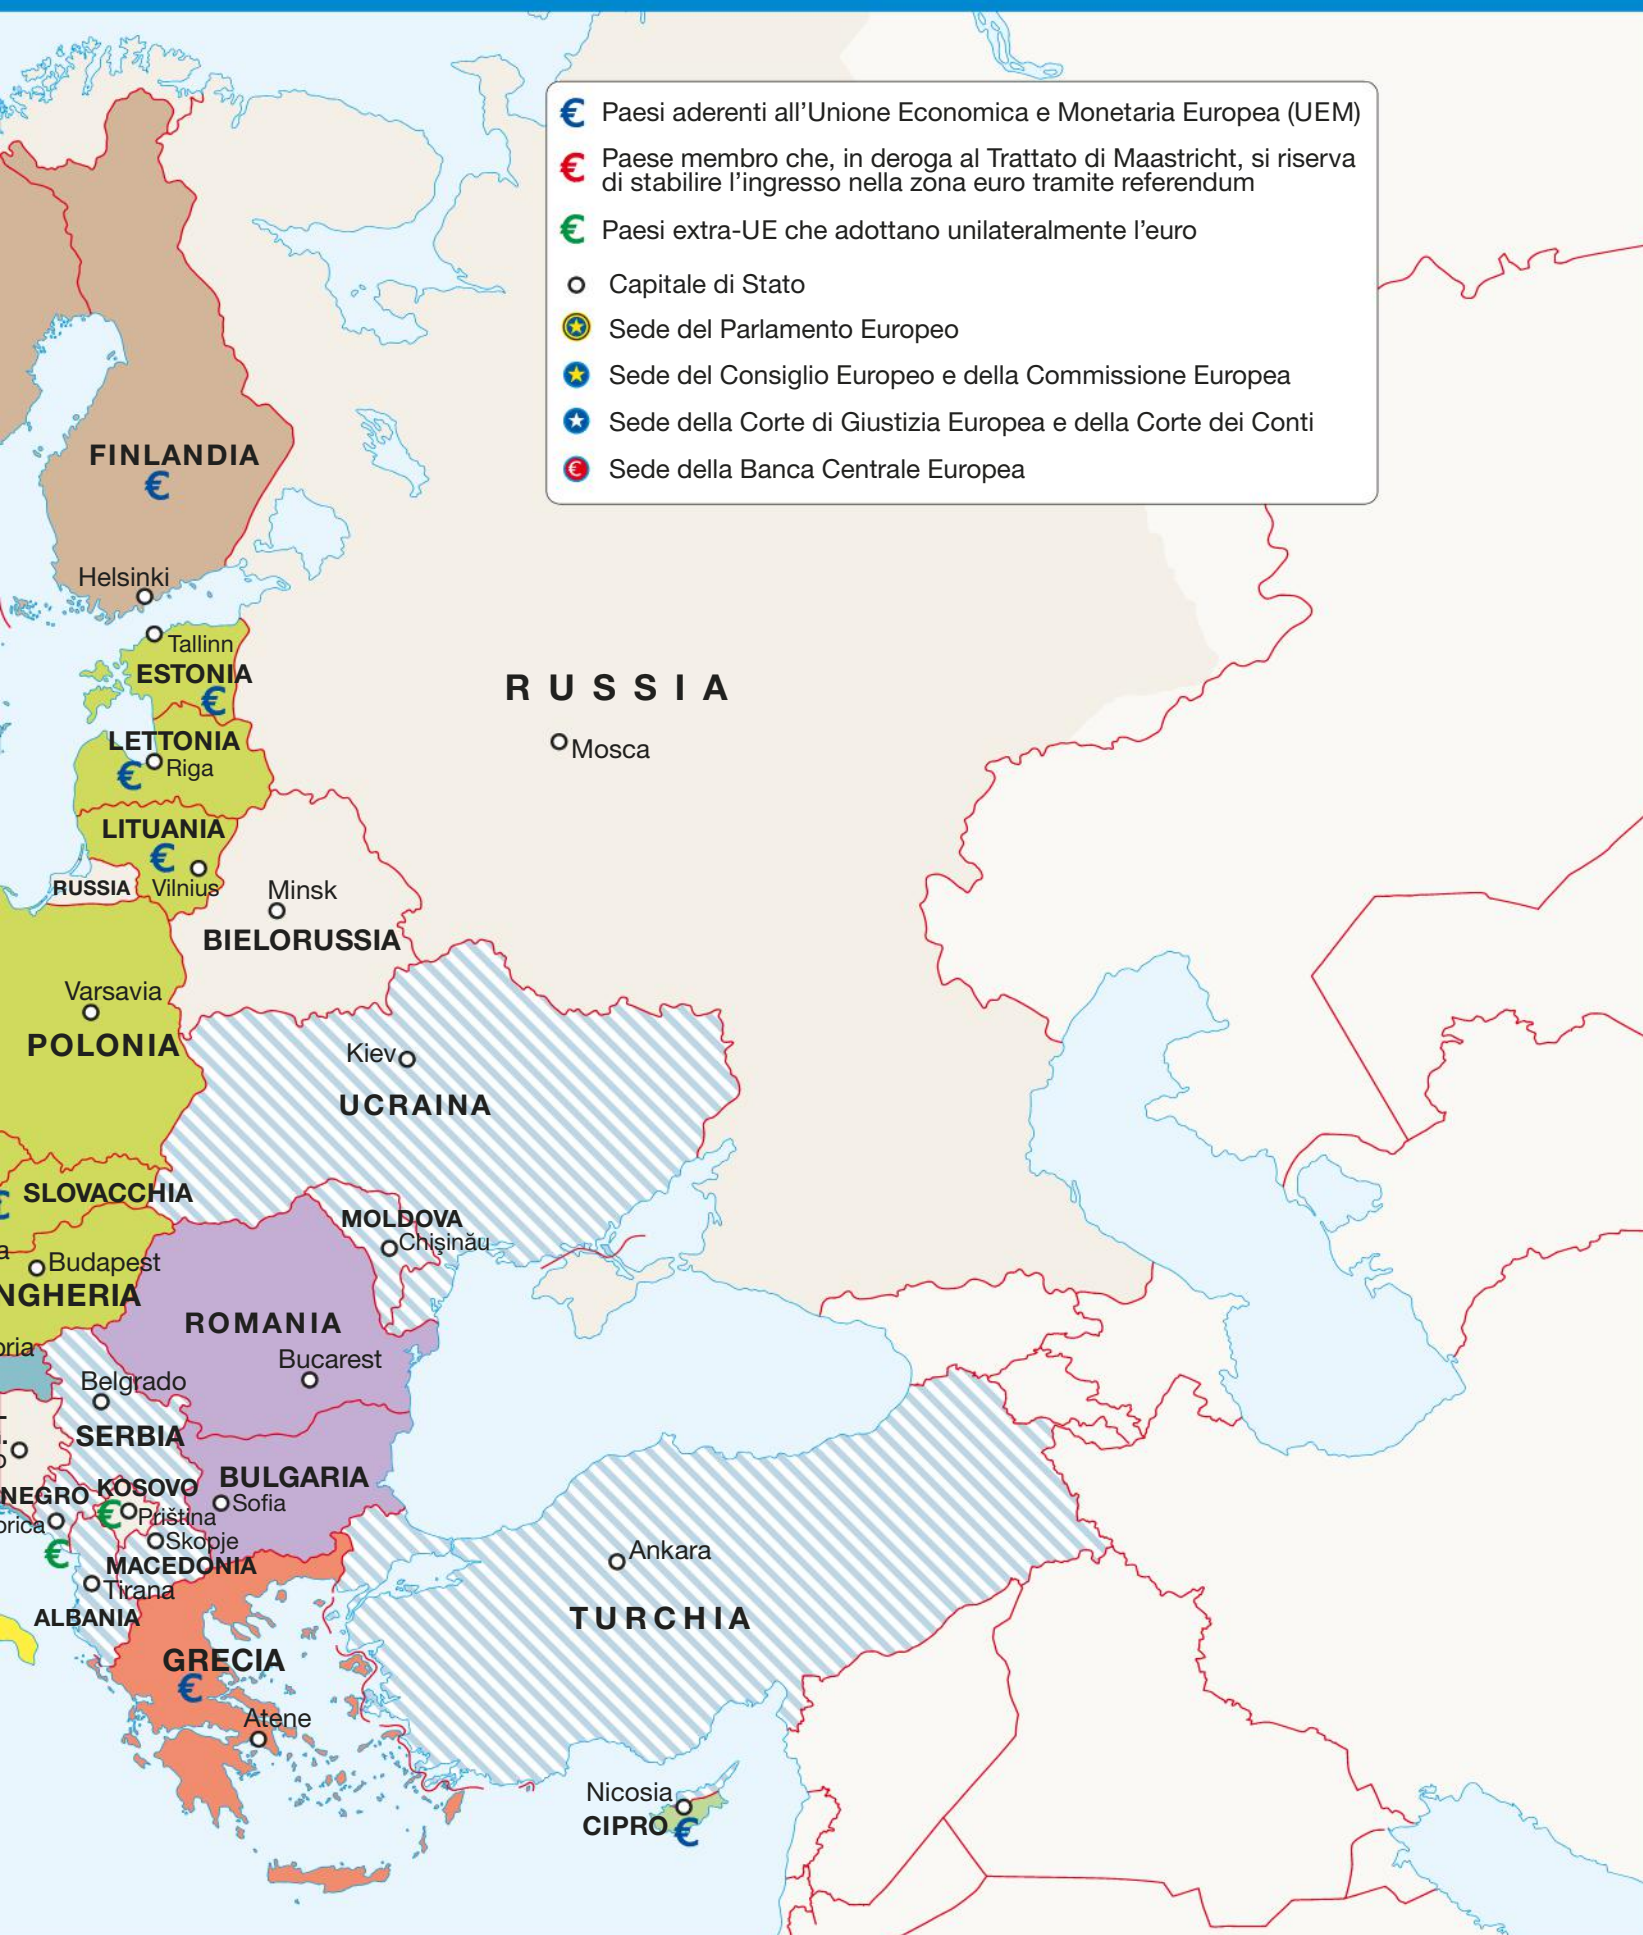 € Paesi aderenti all'Unione Economica e Monetaria Europea (UEM)
€ Paese membro che, in deroga al Trattato di Maastricht, si riserva
di stabilire l'ingresso nella zona euro tramite referendum
€ Paesi extra-UE che adottano unilateralmente l'euro
Capitale di Stato
Sede del Parlamento Europeo
Sede del Consiglio Europeo e della Commissione Europea
Sede della Corte di Giustizia Europea e della Corte dei Conti
€ Sede della Banca Centrale Europea
FINLANDIA
€
Helsinki
Tallinn
ESTONIA
€
RUSSIA
Mosca
LETTONIA
€ Riga
LITUANIA
€
RUSSIA
Vilnius
Minsk
BIELORUSSIA
Varsavia
POLONIA
Kiev
UCRAINA
€ SLOVACCHIA
MOLDOVA
Chişinău
a
Budapest
NGHERIA
ROMANIA
oria
Bucarest
Belgrado
SERBIA
BULGARIA
Sofia
NEGRO
KOSOVO
€ Priština
orica
€
Skopje
MACEDONIA
Tirana
ALBANIA
Ankara
TURCHIA
GRECIA
€
Atene
Nicosia
CIPRO €